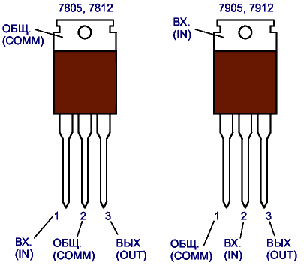 7805, 7812
ОБЩ.
(COMM)
1
2
3
ВХ.
(IN)
ОБЩ.
(COMM)
ВЫХ
(OUT)
7905, 7912
ВХ.
(IN)
1
2
3
ОБЩ.
(COMM)
ВХ.
(IN)
ВЫХ
(OUT)